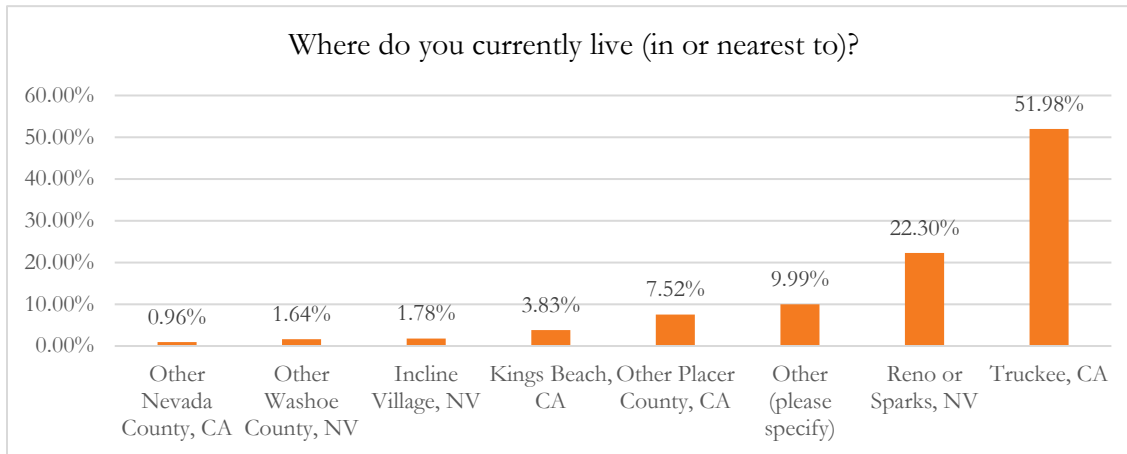 Where do you currently live (in or nearest to)?
60.00%
50.00%
40.00%
30.00%
20.00%
10.00%
0.00%
0.96%
1.64%
1.78%
3.83%
7.52%
9.99%
22.30%
51.98%
Other
Nevada
County, CA
Other
Washoe
County, NV
Incline
Village, NV
Kings Beach,
CA
Other Placer
County, CA
Other
(please
specify)
Reno or
Sparks, NV
Truckee, CA